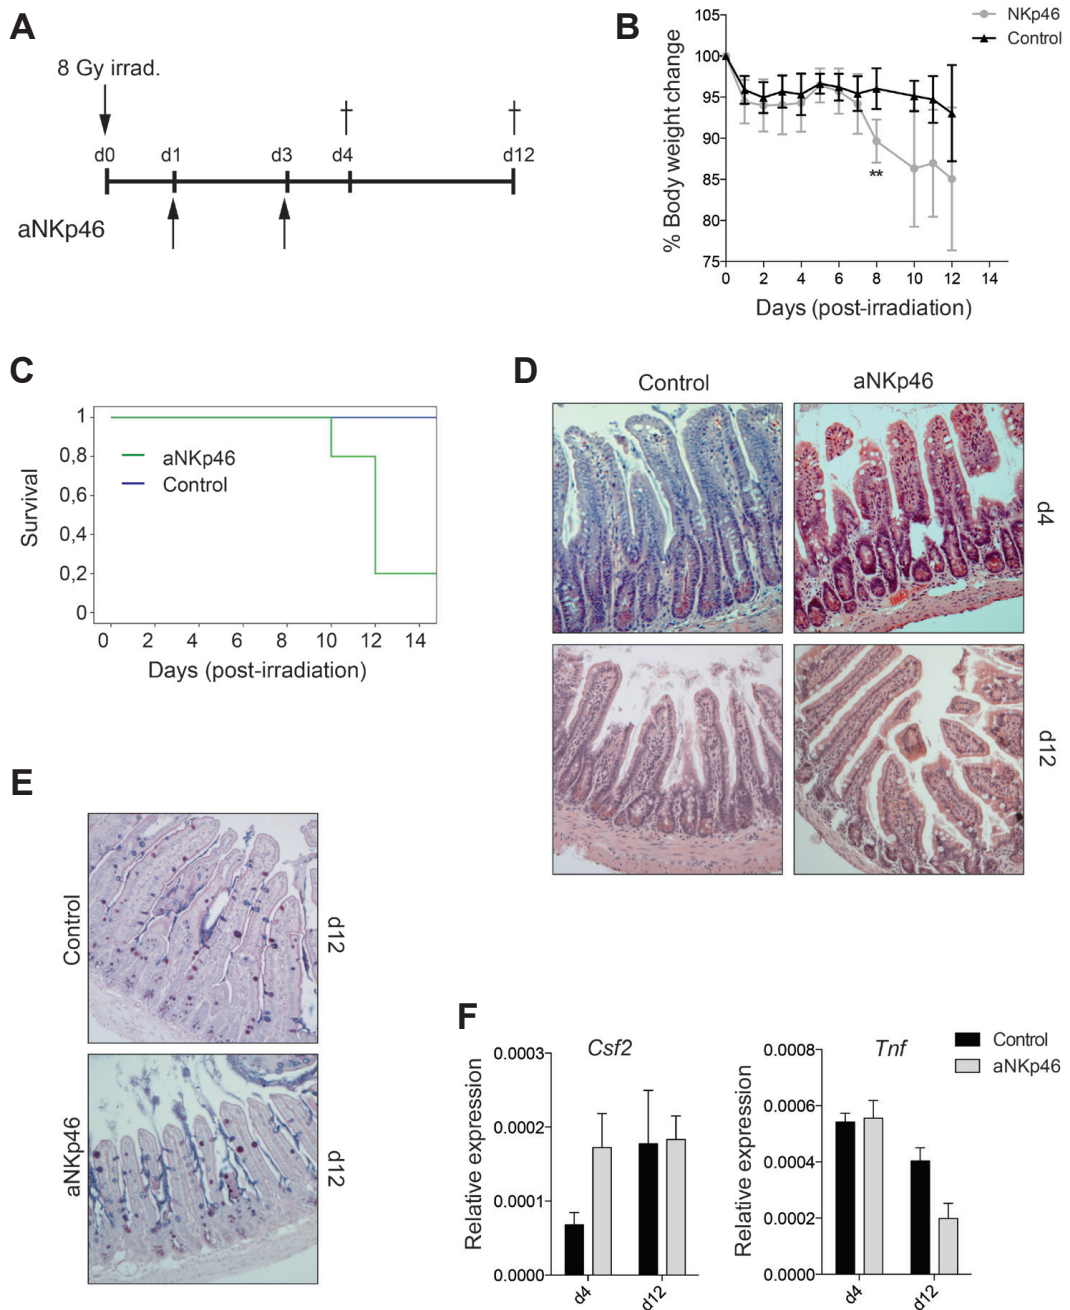 A
8 Gy irrad.
d0 d1 d3 d4 d12
aNKp46
B
NKp46
Control
% Body weight change
105
100
95
90
85
80
75
**
0 2 4 6 8 10 12 14
Days (post-irradiation)
C
Survival
1
0,8
0,6
0,4
0,2
0
aNKp46
Control
0 2 4 6 8 10 12 14
Days (post-irradiation)
D
Control aNKp46
d4
d12
E
Control
d12
aNKp46
d12
F
Csf2
Relative expression
0.0003
0.0002
0.0001
0.0000
d4 d12
Tnf
Relative expression
0.0008
0.0006
0.0004
0.0002
0.0000
d4 d12
Control
aNKp46